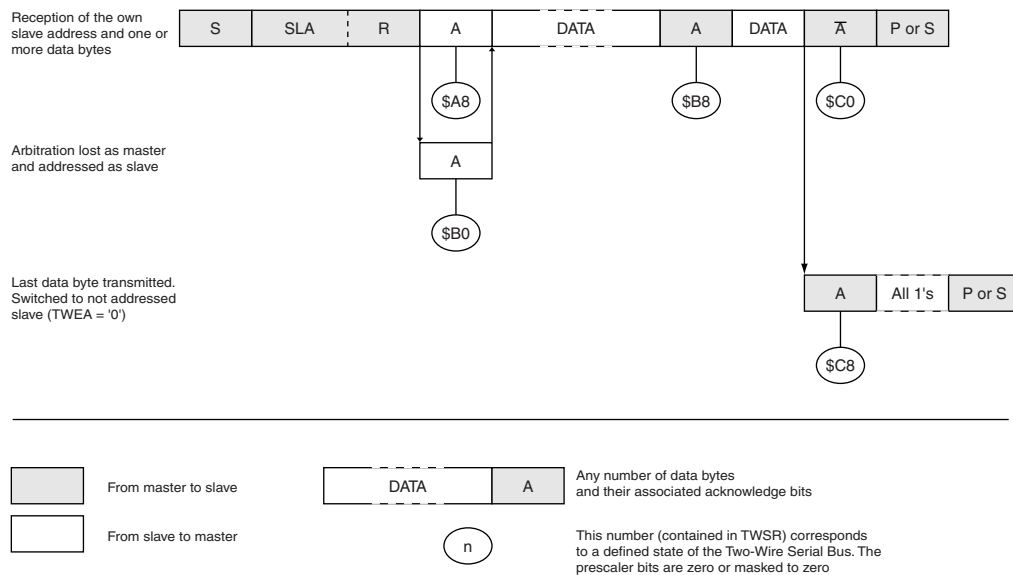 Reception of the own
slave address and one or
more data bytes
S SLA R A DATA A DATA A̅ P or S
$A8 $B8 $C0
Arbitration lost as master
and addressed as slave
A
$B0
Last data byte transmitted.
Switched to not addressed
slave (TWEA = '0')
A All 1's P or S
$C8
From master to slave
DATA A
Any number of data bytes
and their associated acknowledge bits
From slave to master
n
This number (contained in TWSR) corresponds
to a defined state of the Two-Wire Serial Bus. The
prescaler bits are zero or masked to zero